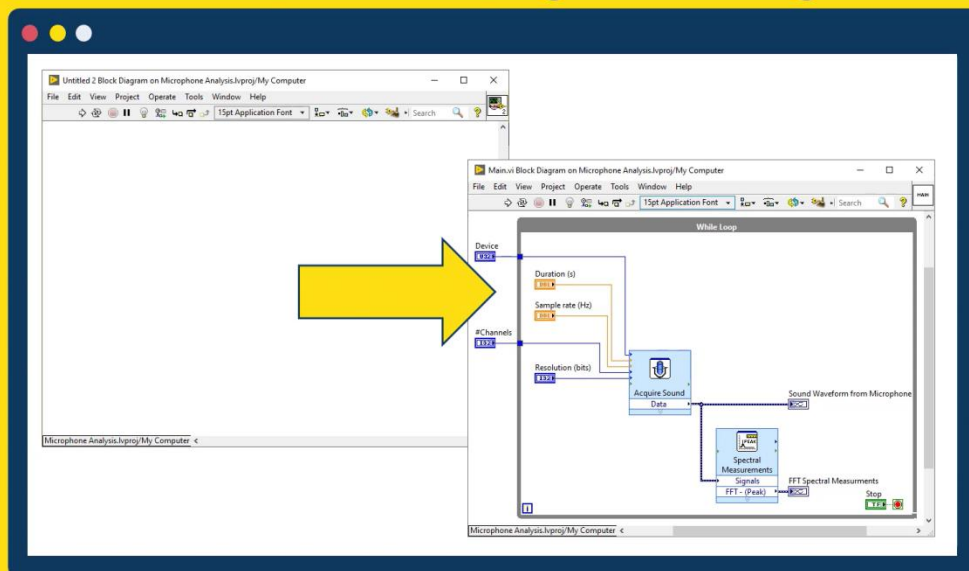 Untitled 2 Block Diagram on Microphone Analysis.lvproj/My Computer
File Edit View Project Operate Tools Window Help
15pt Application Font
Search
2
Microphone Analysis.lvproj/My Computer <
Main.vi Block Diagram on Microphone Analysis.lvproj/My Computer
File Edit View Project Operate Tools Window Help
15pt Application Font
Search
MAIN
While Loop
Device
I32
Duration (s)
DBL
Sample rate (Hz)
DBL
#Channels
I32
Resolution (bits)
I32
Acquire Sound
Data
Sound Waveform from Microphone
PEAK
Spectral
Measurements
Signals
FFT - (Peak)
FFT Spectral Measurments
Stop
TF
i
Microphone Analysis.lvproj/My Computer <